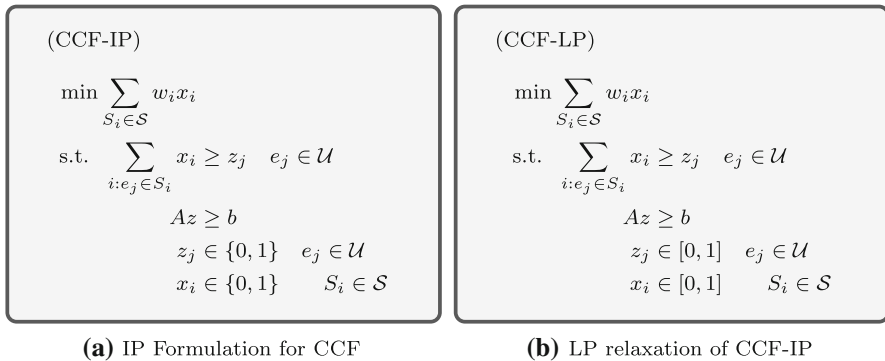 (CCF-IP)
min ∑_{S_i∈𝒮} w_i x_i
s.t. ∑_{i:e_j∈S_i} x_i ≥ z_j e_j ∈ 𝒰
Az ≥ b
z_j ∈ {0, 1} e_j ∈ 𝒰
x_i ∈ {0, 1} S_i ∈ 𝒮
(a) IP Formulation for CCF
(CCF-LP)
min ∑_{S_i∈𝒮} w_i x_i
s.t. ∑_{i:e_j∈S_i} x_i ≥ z_j e_j ∈ 𝒰
Az ≥ b
z_j ∈ [0, 1] e_j ∈ 𝒰
x_i ∈ [0, 1] S_i ∈ 𝒮
(b) LP relaxation of CCF-IP